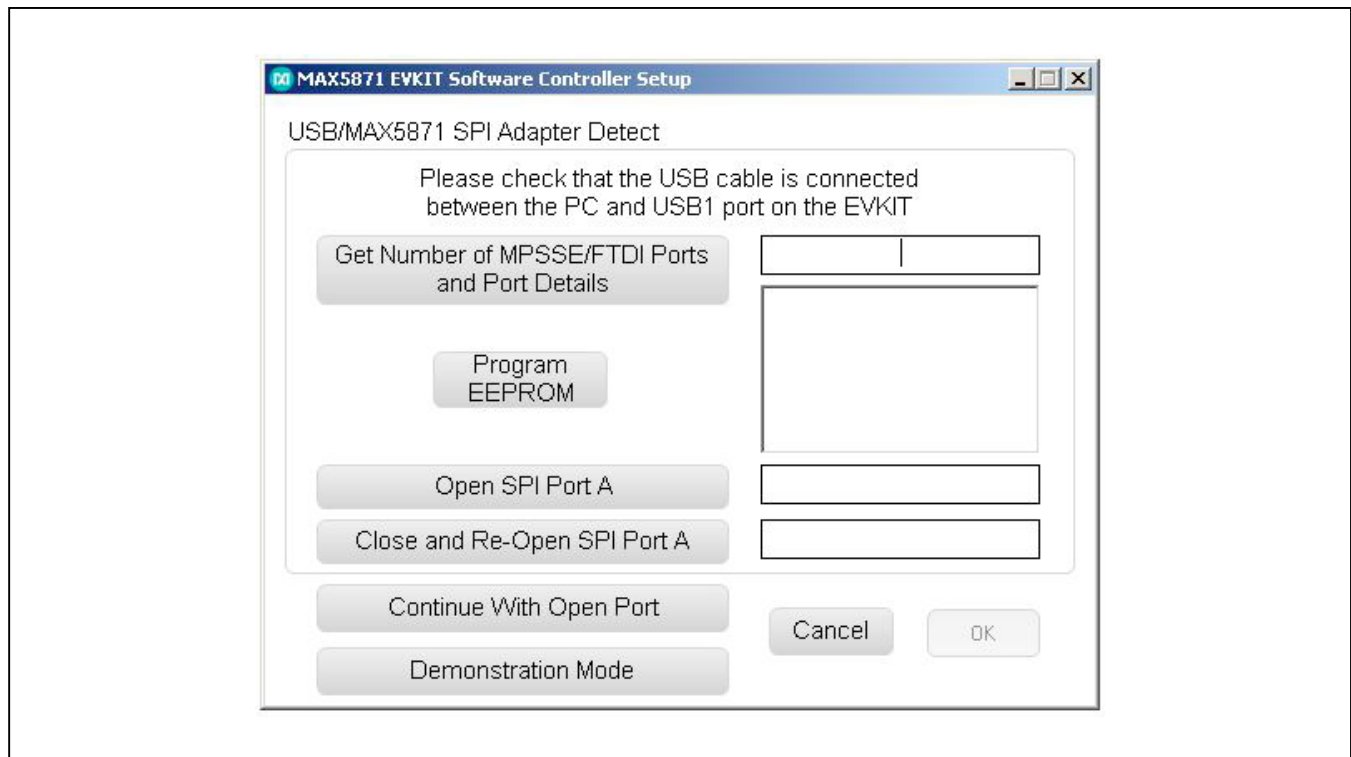 MAX5871 EVKIT Software Controller Setup
USB/MAX5871 SPI Adapter Detect
Please check that the USB cable is connected
between the PC and USB1 port on the EVKIT
Get Number of MPSSE/FTDI Ports
and Port Details
Program
EEPROM
Open SPI Port A
Close and Re-Open SPI Port A
Continue With Open Port
Cancel
OK
Demonstration Mode